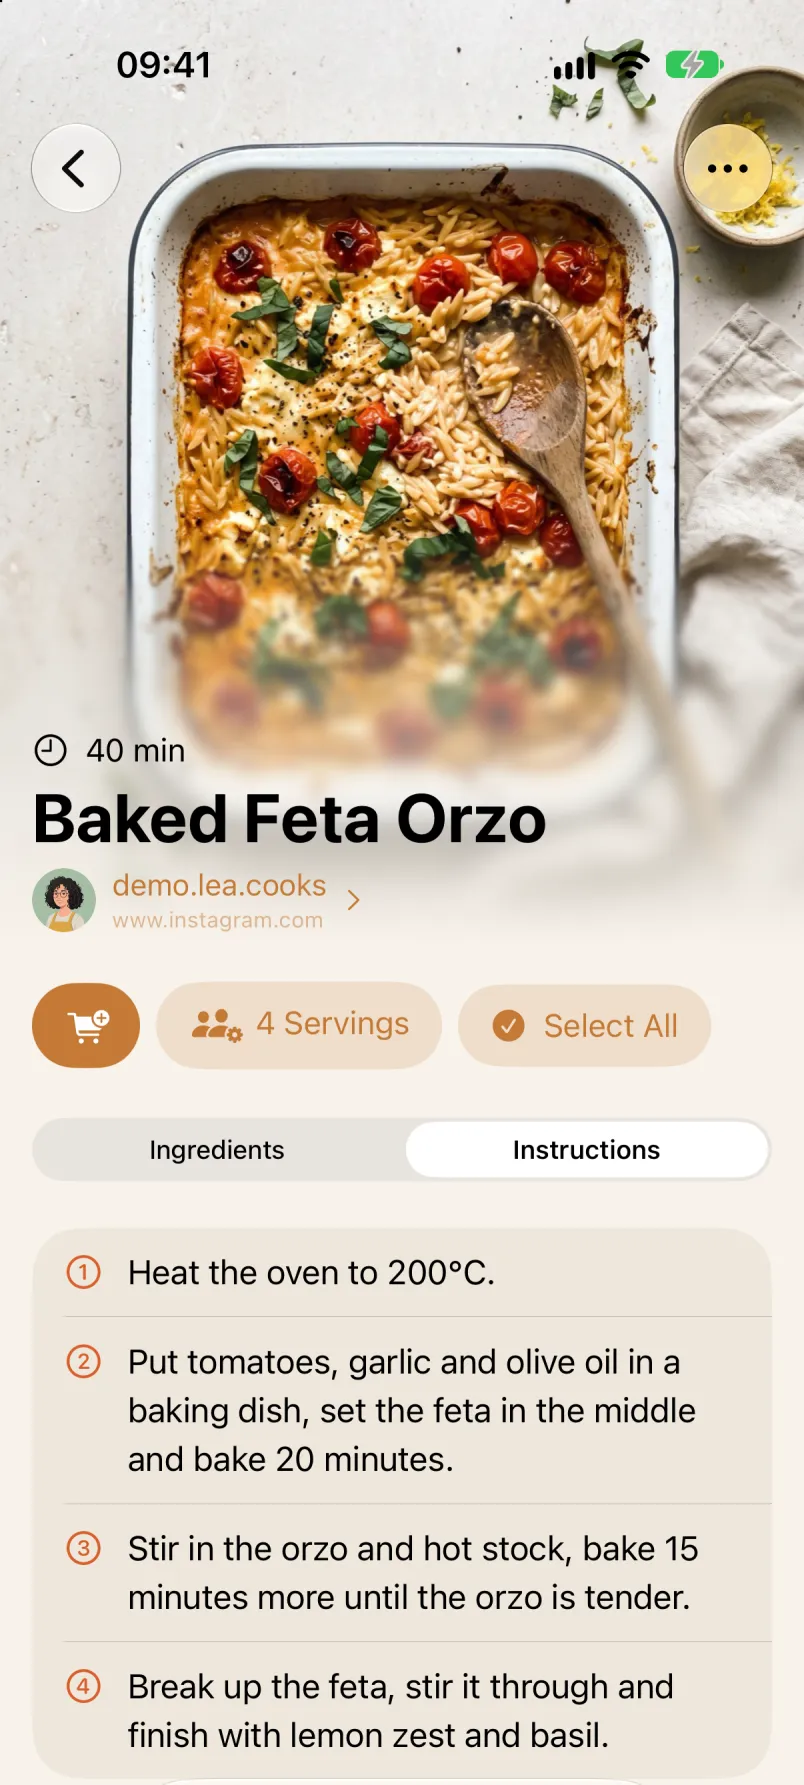 09:41
40 min
Baked Feta Orzo
demo.lea.cooks
www.instagram.com
4 Servings
Select All
Ingredients
Instructions
1 Heat the oven to 200°C.
2 Put tomatoes, garlic and olive oil in a
baking dish, set the feta in the middle
and bake 20 minutes.
3 Stir in the orzo and hot stock, bake 15
minutes more until the orzo is tender.
4 Break up the feta, stir it through and
finish with lemon zest and basil.